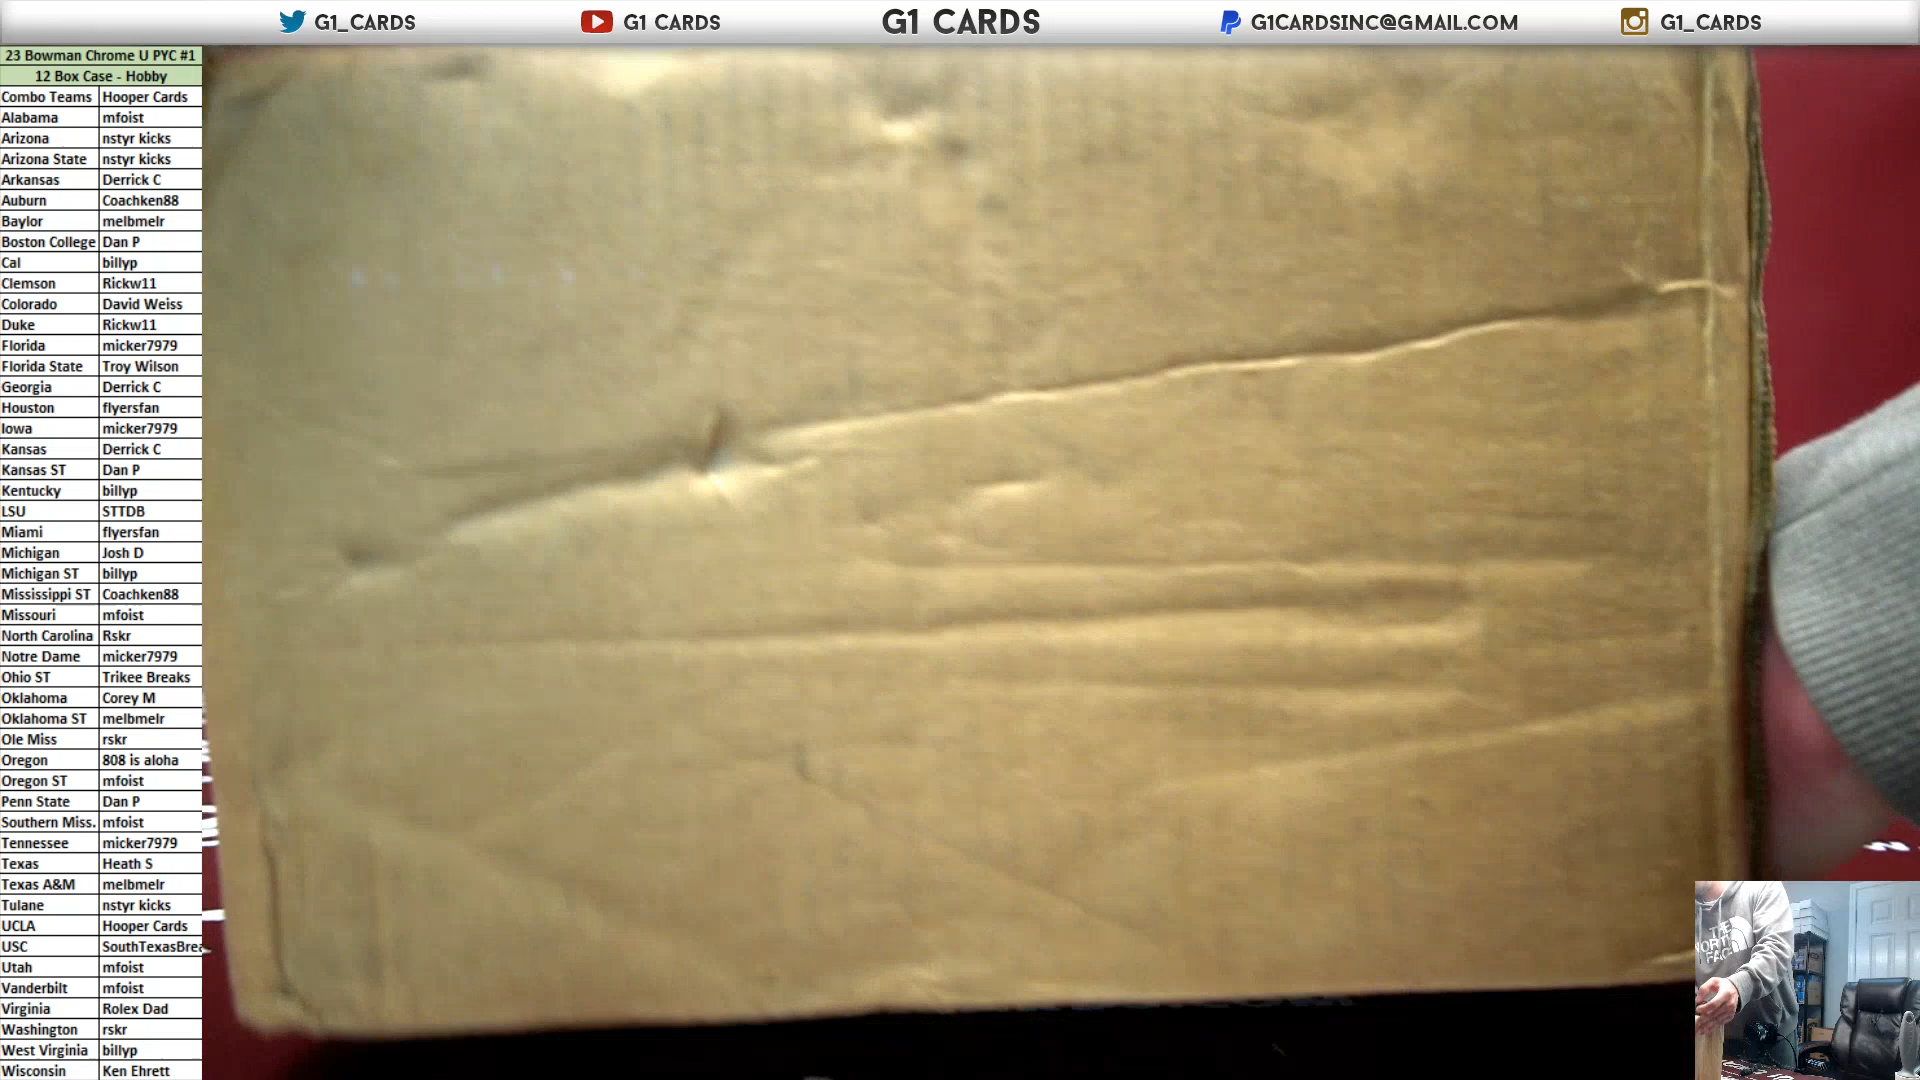 G1_CARDS G1 CARDS G1 CARDS G1CARDSINC@GMAIL.COM G1_CARDS
23 Bowman Chrome U PYC #1
12 Box Case - Hobby
Combo Teams Hooper Cards
Alabama mfoist
Arizona nstyr kicks
Arizona State nstyr kicks
Arkansas Derrick C
Auburn Coachken88
Baylor melbmelr
Boston College Dan P
Cal billyp
Clemson Rickw11
Colorado David Weiss
Duke Rickw11
Florida micker7979
Florida State Troy Wilson
Georgia Derrick C
Houston flyersfan
Iowa micker7979
Kansas Derrick C
Kansas ST Dan P
Kentucky billyp
LSU STTDB
Miami flyersfan
Michigan Josh D
Michigan ST billyp
Mississippi ST Coachken88
Missouri mfoist
North Carolina Rskr
Notre Dame micker7979
Ohio ST Trikee Breaks
Oklahoma Corey M
Oklahoma ST melbmelr
Ole Miss rskr
Oregon 808 is aloha
Oregon ST mfoist
Penn State Dan P
Southern Miss. mfoist
Tennessee micker7979
Texas Heath S
Texas A&M melbmelr
Tulane nstyr kicks
UCLA Hooper Cards
USC SouthTexasBrea
Utah mfoist
Vanderbilt mfoist
Virginia Rolex Dad
Washington rskr
West Virginia billyp
Wisconsin Ken Ehrett
THE
NORTH
FACE